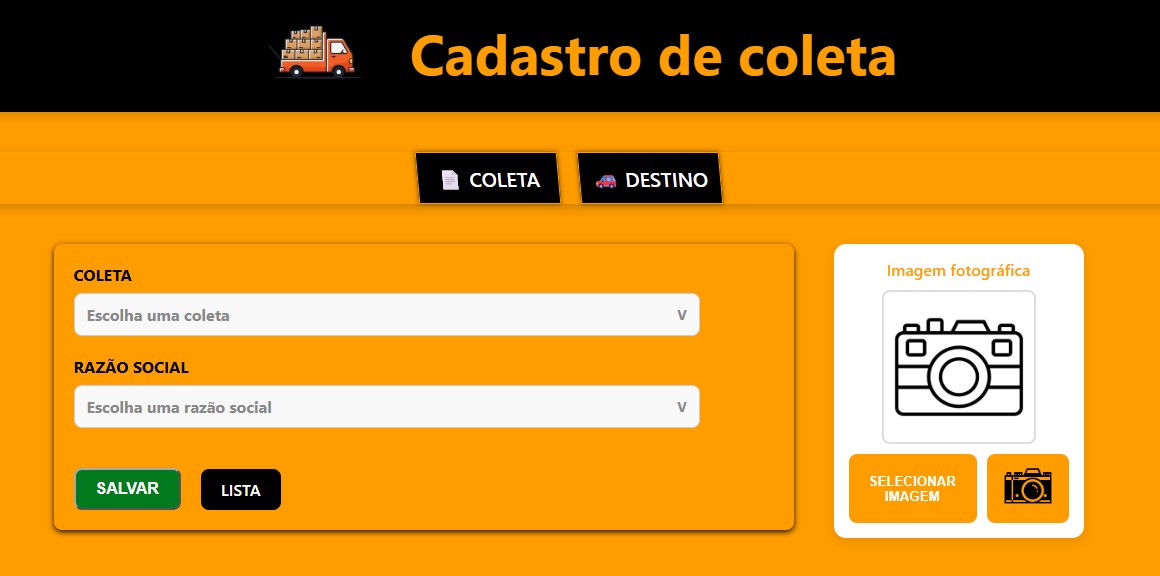 Cadastro de coleta
COLETA
DESTINO
COLETA
Escolha uma coleta
V
RAZÃO SOCIAL
Escolha uma razão social
V
SALVAR
LISTA
Imagem fotográfica
SELECIONAR
IMAGEM